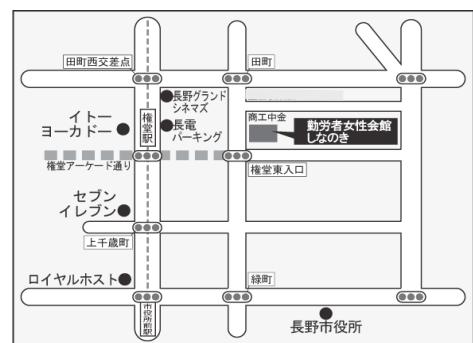 田町西交差点
田町
長野グランド
シネマズ
長電
パーキング
権堂駅
イトー
ヨーカドー
商工中金
勤労者女性会館
しなのき
権堂アーケード通り
権堂東入口
セブン
イレブン
上千歳町
ロイヤルホスト
緑町
市役所前駅
長野市役所